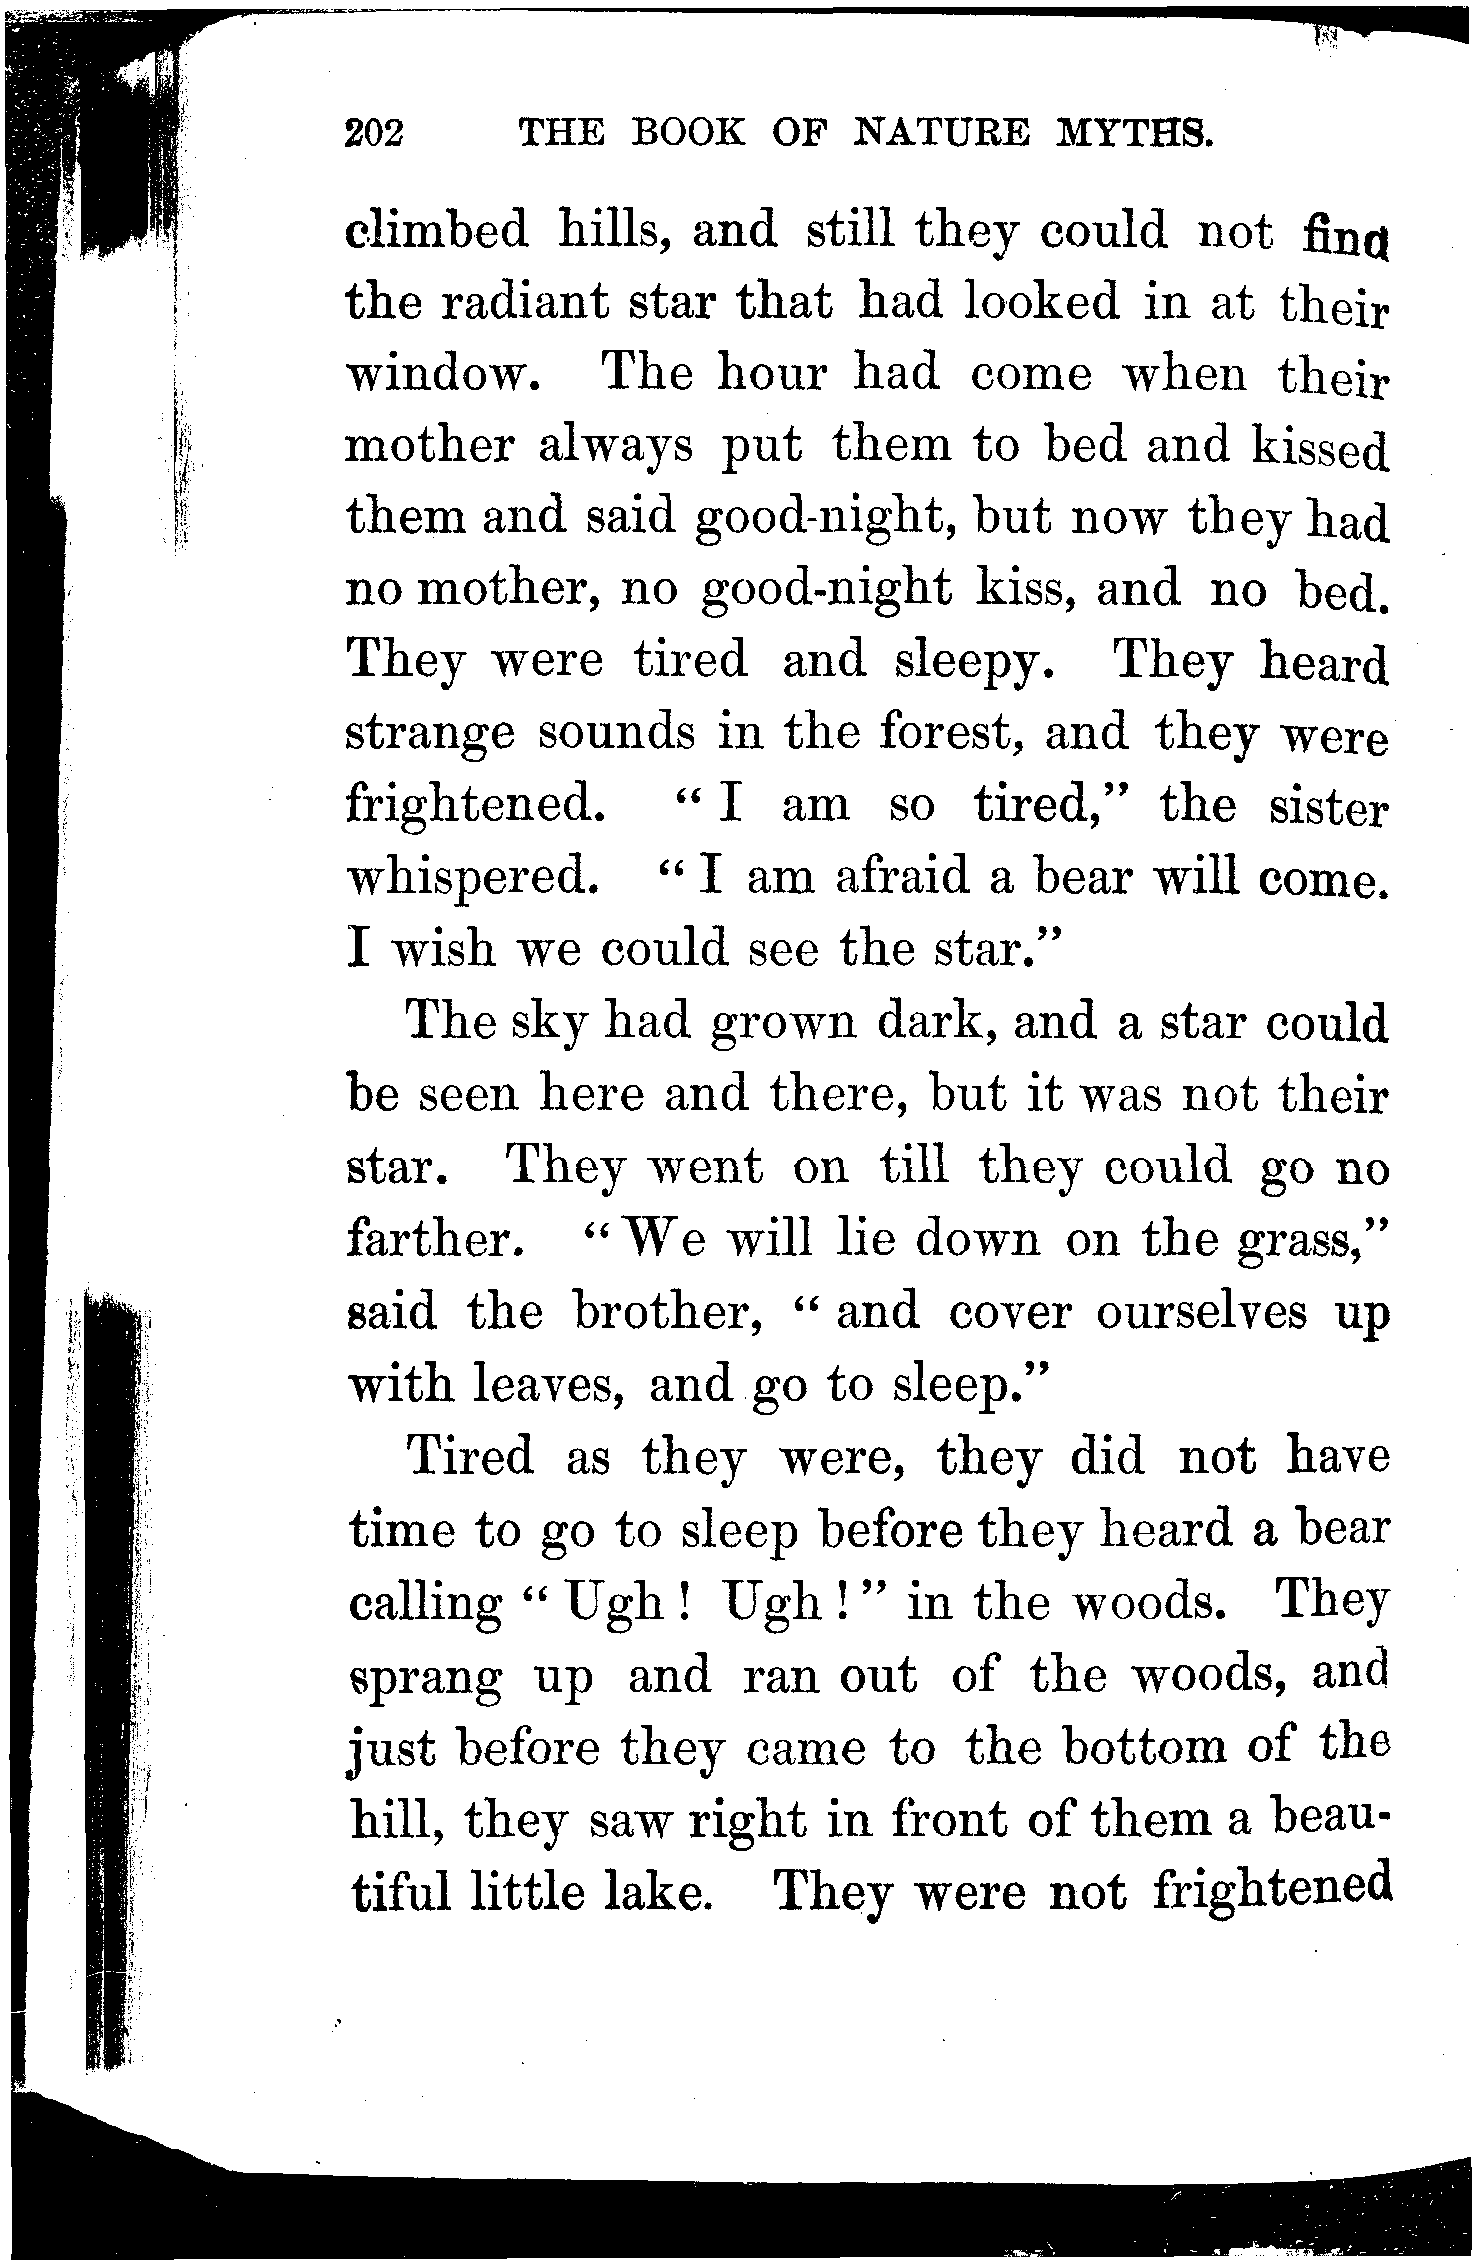 202 THE BOOK OF NATURE MYTHS.
climbed hills, and still they could not find
the radiant star that had looked in at their
window. The hour had come when their
mother always put them to bed and kissed
them and said good-night, but now they had
no mother, no good-night kiss, and no bed.
They were tired and sleepy. They heard
strange sounds in the forest, and they were
frightened. “ I am so tired,” the sister
whispered. “ I am afraid a bear will come.
I wish we could see the star.”
The sky had grown dark, and a star could
be seen here and there, but it was not their
star. They went on till they could go no
farther. “ We will lie down on the grass,”
said the brother, “ and cover ourselves up
with leaves, and go to sleep.”
Tired as they were, they did not have
time to go to sleep before they heard a bear
calling “ Ugh ! Ugh ! ” in the woods. They
sprang up and ran out of the woods, and
just before they came to the bottom of the
hill, they saw right in front of them a beau-
tiful little lake. They were not frightened